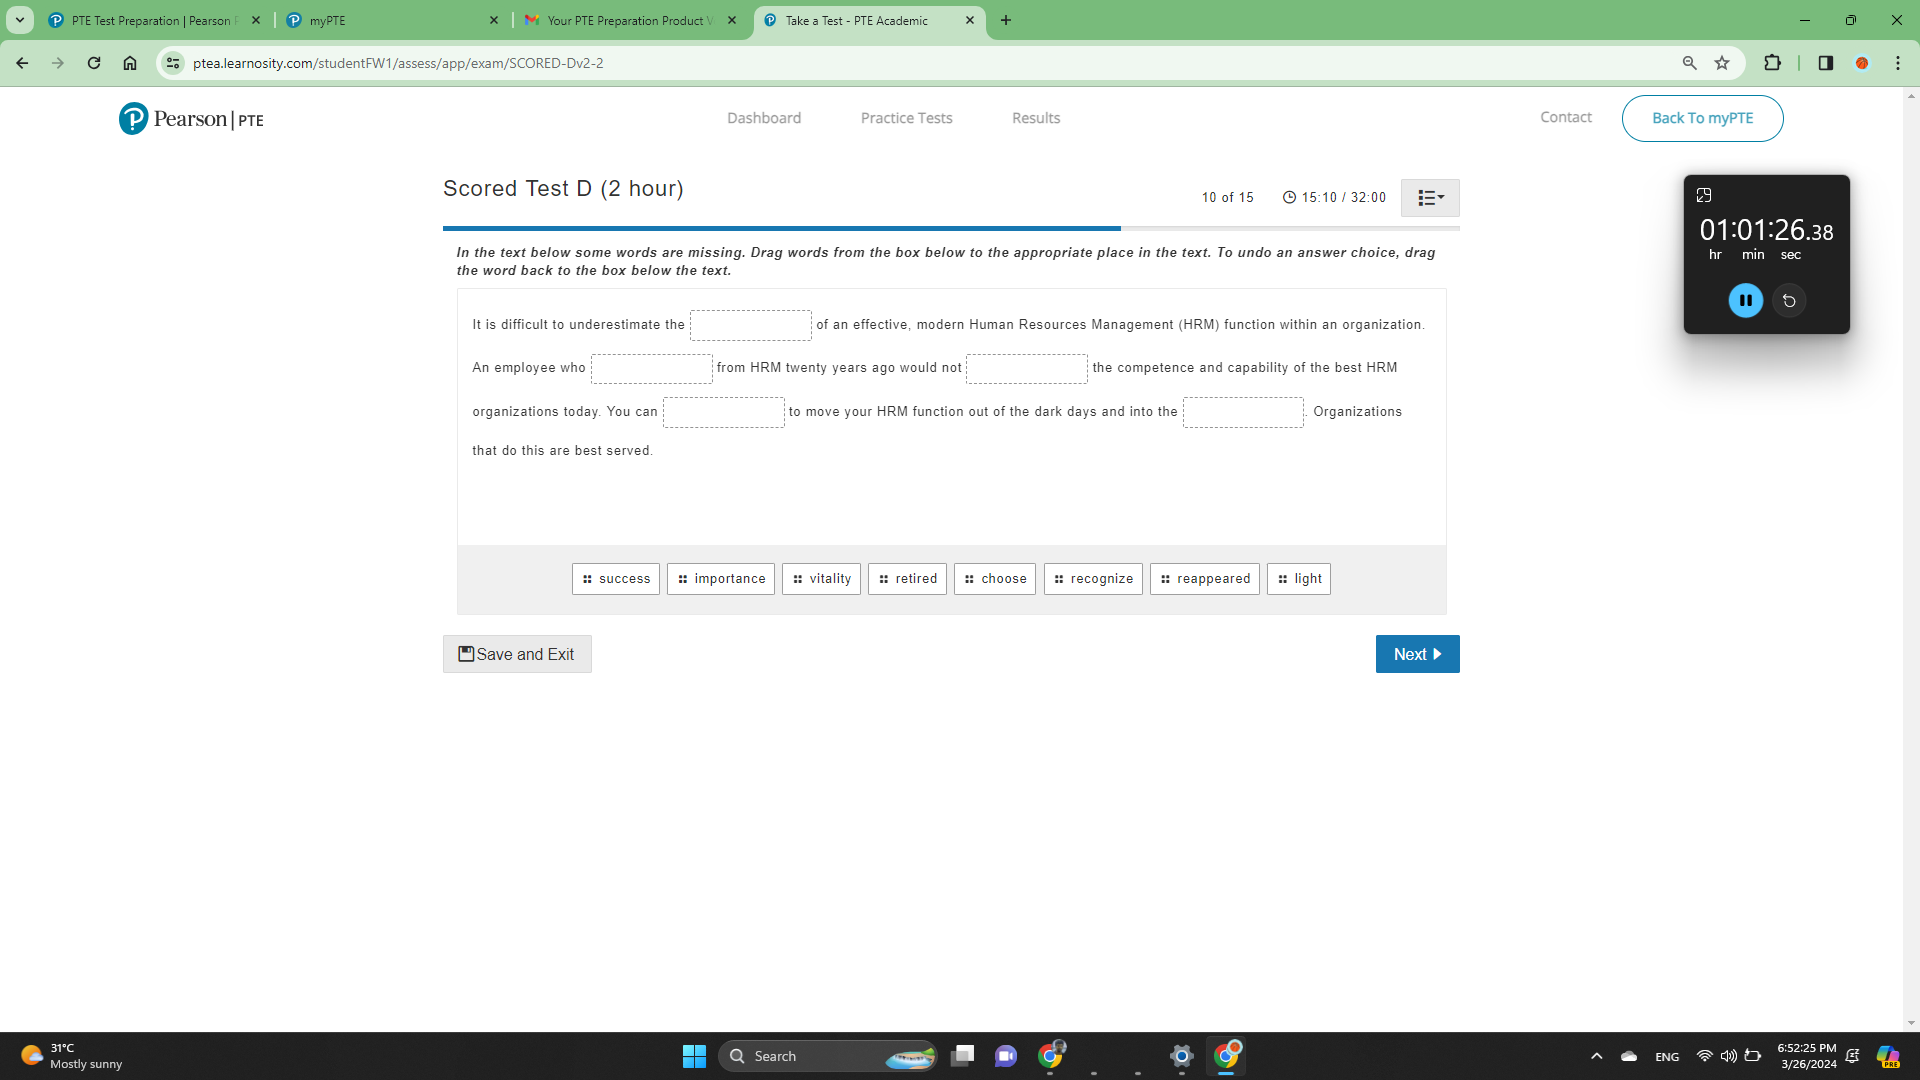 PTE Test Preparation | Pearson P
myPTE
Your PTE Preparation Product V
Take a Test - PTE Academic
ptea.learnosity.com/studentFW1/assess/app/exam/SCORED-Dv2-2
Pearson | PTE
Dashboard
Practice Tests
Results
Contact
Back To myPTE
Scored Test D (2 hour)
10 of 15
15:10 / 32:00
01:01:26.38
hr min sec
In the text below some words are missing. Drag words from the box below to the appropriate place in the text. To undo an answer choice, drag
the word back to the box below the text.
It is difficult to underestimate the of an effective, modern Human Resources Management (HRM) function within an organization.
An employee who from HRM twenty years ago would not the competence and capability of the best HRM
organizations today. You can to move your HRM function out of the dark days and into the . Organizations
that do this are best served.
success
importance
vitality
retired
choose
recognize
reappeared
light
Save and Exit
Next
31°C
Mostly sunny
Search
ENG
6:52:25 PM
3/26/2024
PRE